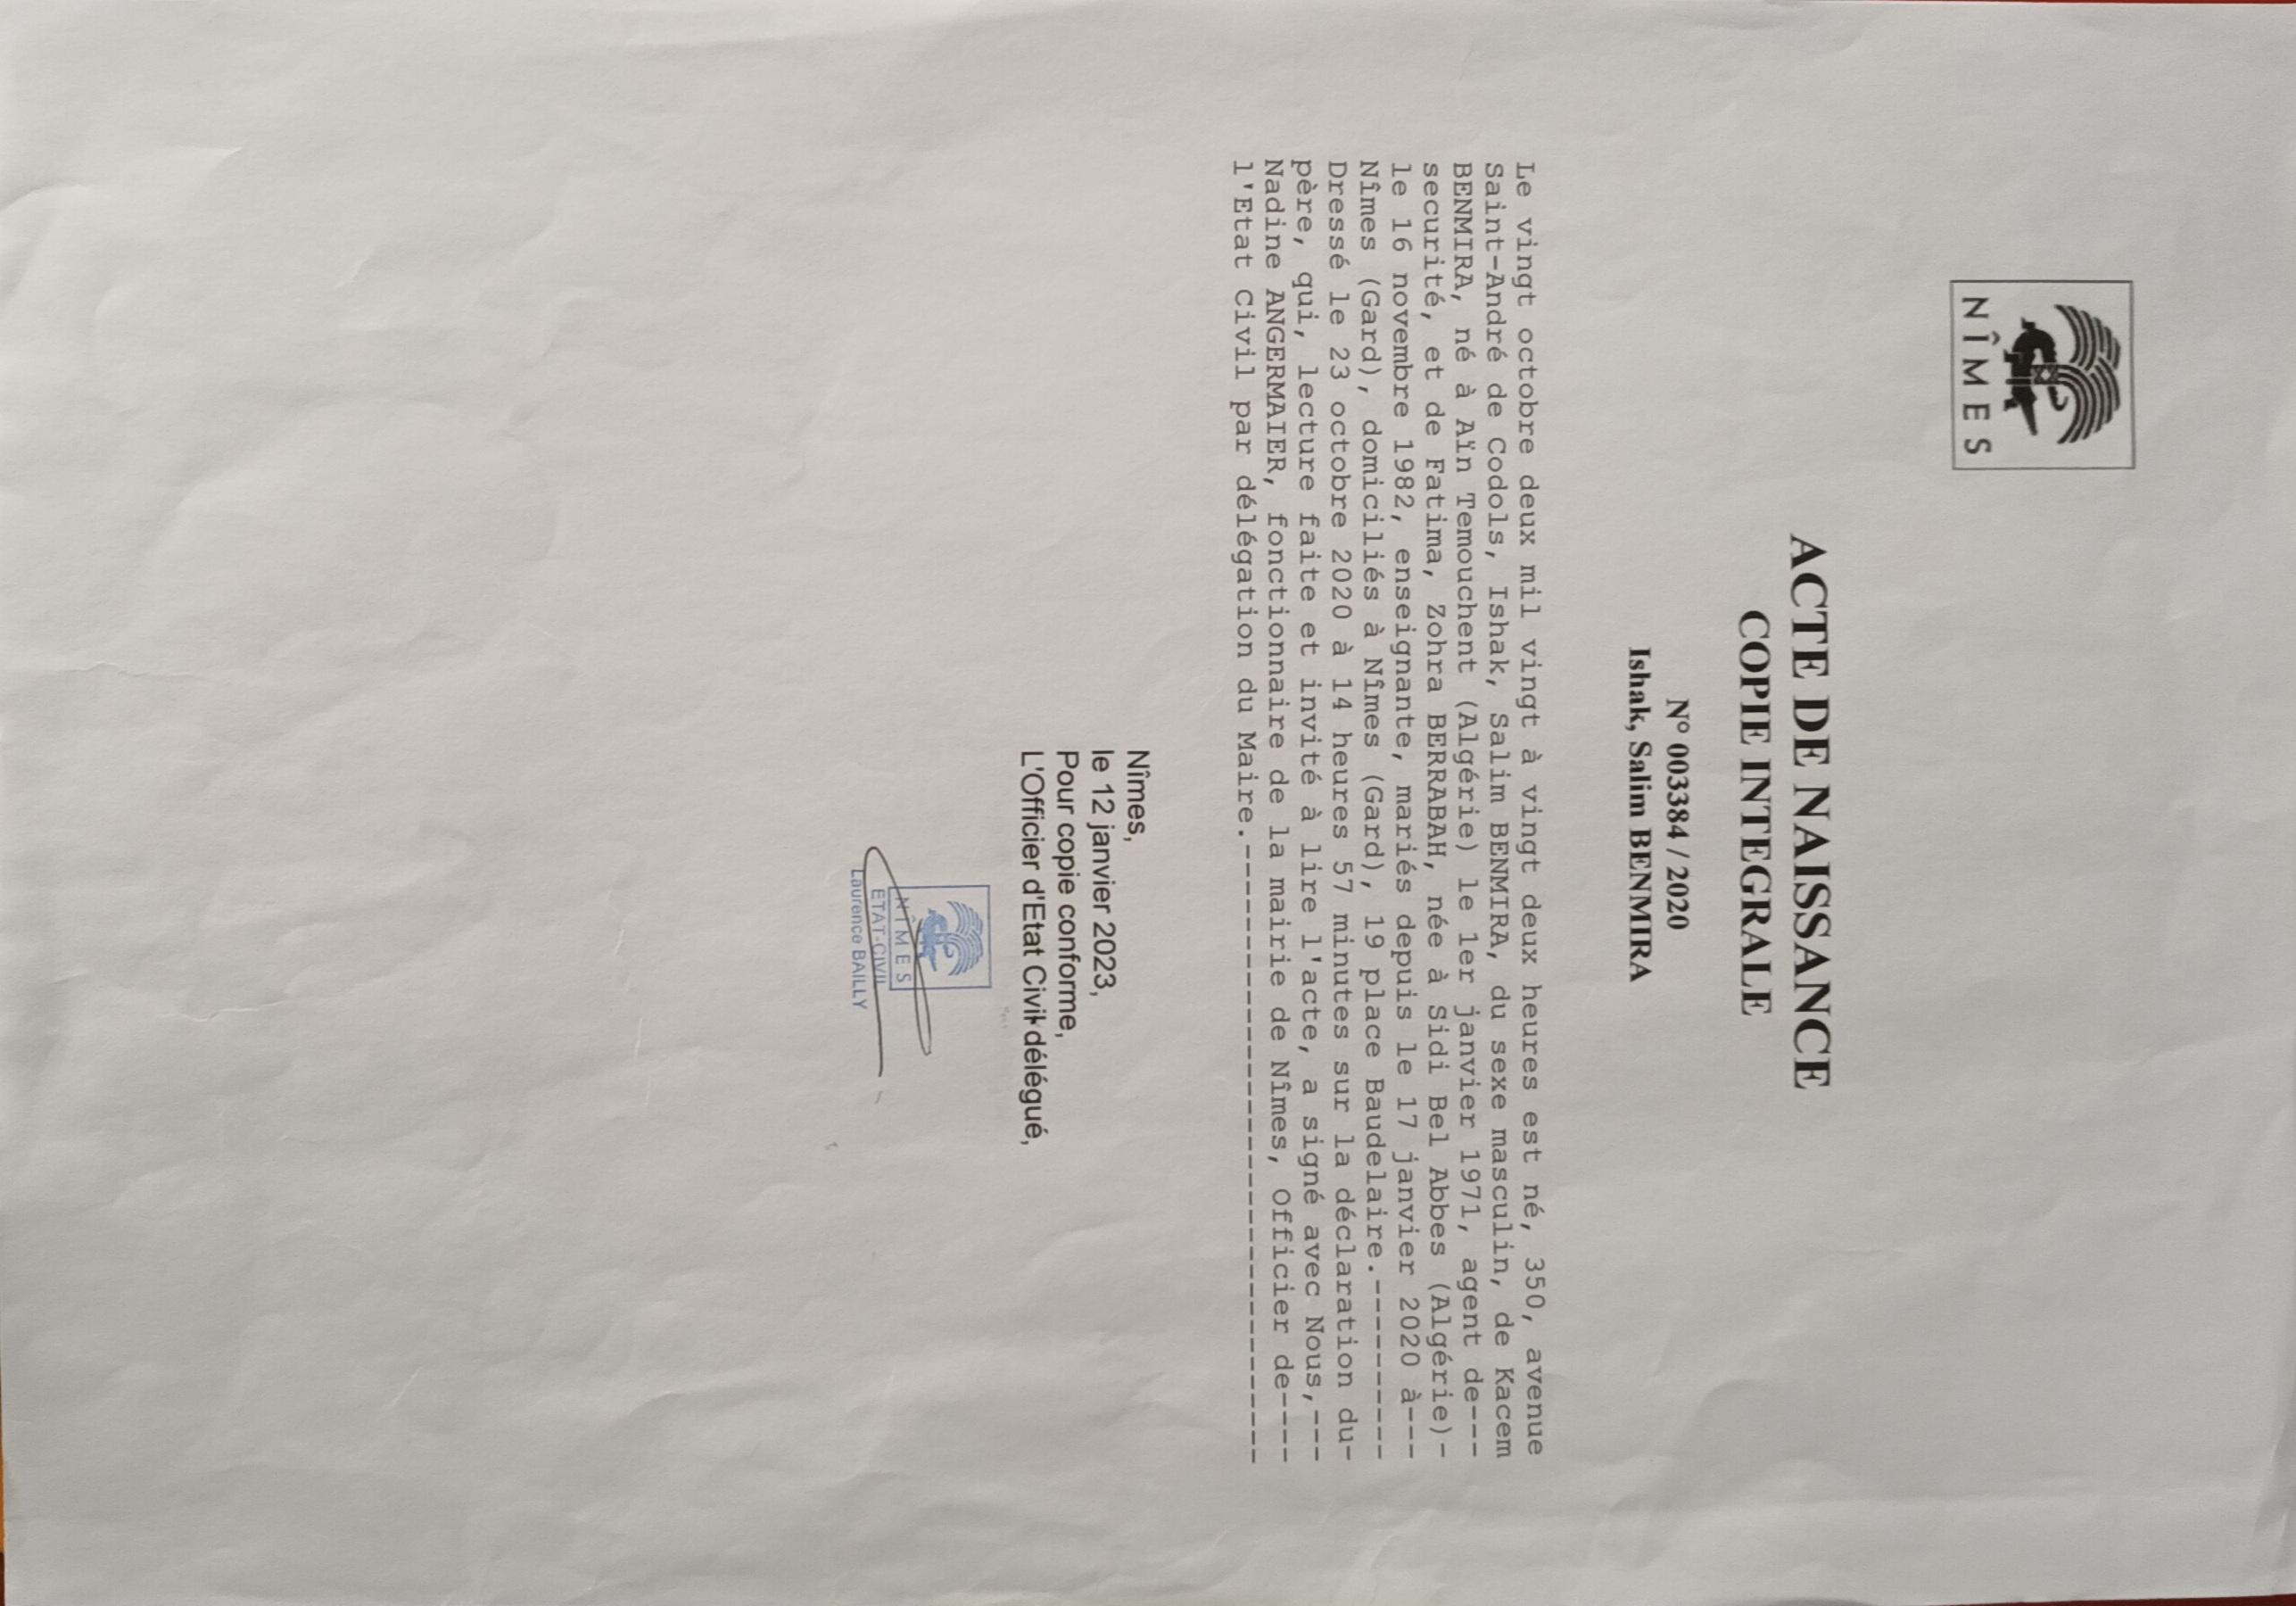 NÎMES
ACTE DE NAISSANCE
COPIE INTEGRALE
N° 003384 / 2020
Ishak, Salim BENMIRA
Le vingt octobre deux mil vingt à vingt deux heures est né, 350, avenue
Saint-André de Codols, Ishak, Salim BENMIRA, du sexe masculin, de Kacem
BENMIRA, né à Aïn Temouchent (Algérie) le 1er janvier 1971, agent de---
securité, et de Fatima, Zohra BERRABAH, née à Sidi Bel Abbes (Algérie)-
le 16 novembre 1982, enseignante, mariés depuis le 17 janvier 2020 à---
Nîmes (Gard), domiciliés à Nîmes (Gard), 19 place Baudelaire.----------
Dressé le 23 octobre 2020 à 14 heures 57 minutes sur la déclaration du-
père, qui, lecture faite et invité à lire l'acte, a signé avec Nous,---
Nadine ANGERMAIER, fonctionnaire de la mairie de Nîmes, Officier de----
l'Etat Civil par délégation du Maire.----------------------------------
Nîmes,
le 12 janvier 2023,
Pour copie conforme,
L'Officier d'Etat Civil délégué,
NÎMES
ETAT-CIVIL
Laurence BAILLY